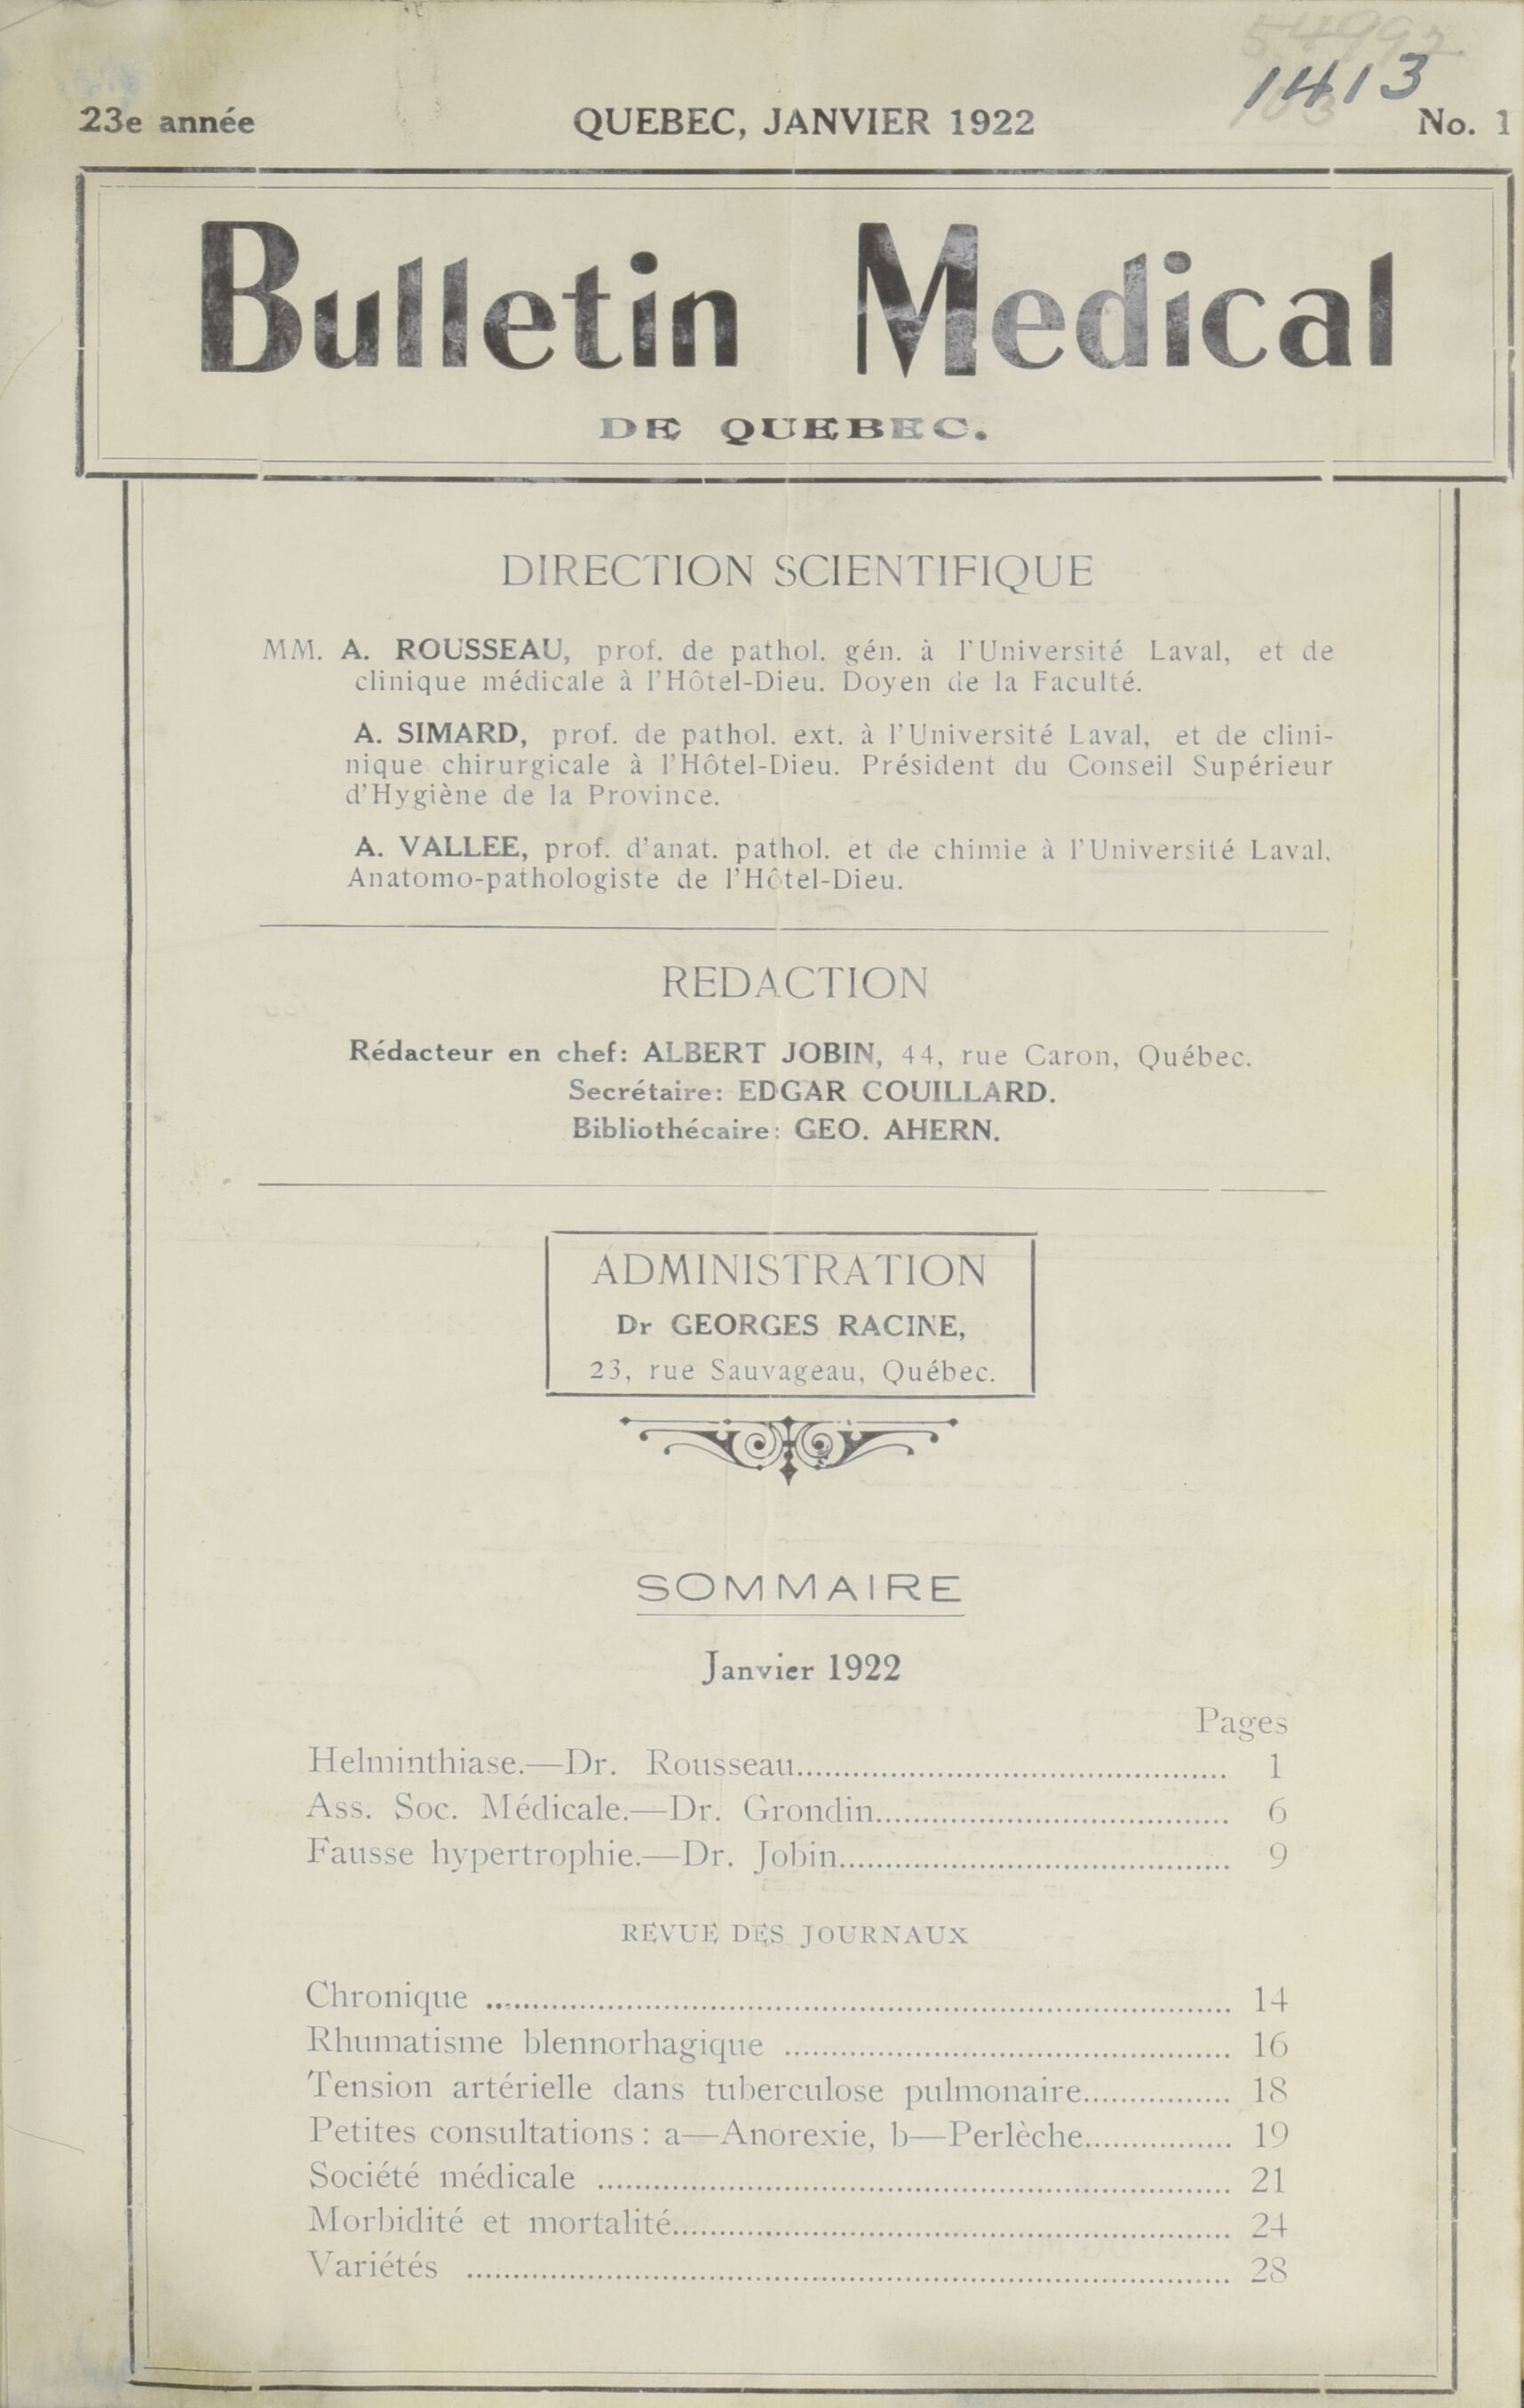 1413
23e année QUEBEC, JANVIER 1922 No. 1
Bulletin Medical
DE QUEBEC.
DIRECTION SCIENTIFIQUE
MM. A. ROUSSEAU, prof. de pathol. gén. à l'Université Laval, et de
clinique médicale à l'Hôtel-Dieu. Doyen de la Faculté.
A. SIMARD, prof. de pathol. ext. à l'Université Laval, et de clini-
nique chirurgicale à l'Hôtel-Dieu. Président du Conseil Supérieur
d'Hygiène de la Province.
A. VALLEE, prof. d'anat. pathol. et de chimie à l'Université Laval.
Anatomo-pathologiste de l'Hôtel-Dieu.
REDACTION
Rédacteur en chef: ALBERT JOBIN, 44, rue Caron, Québec.
Secrétaire: EDGAR COUILLARD.
Bibliothécaire: GEO. AHERN.
ADMINISTRATION
Dr GEORGES RACINE,
23, rue Sauvageau, Québec.
SOMMAIRE
Janvier 1922
Pages
Helminthiase.—Dr. Rousseau 1
Ass. Soc. Médicale.—Dr. Grondin 6
Fausse hypertrophie.—Dr. Jobin 9
REVUE DES JOURNAUX
Chronique 14
Rhumatisme blennorhagique 16
Tension artérielle dans tuberculose pulmonaire 18
Petites consultations : a—Anorexie, b—Perlèche 19
Société médicale 21
Morbidité et mortalité 24
Variétés 28